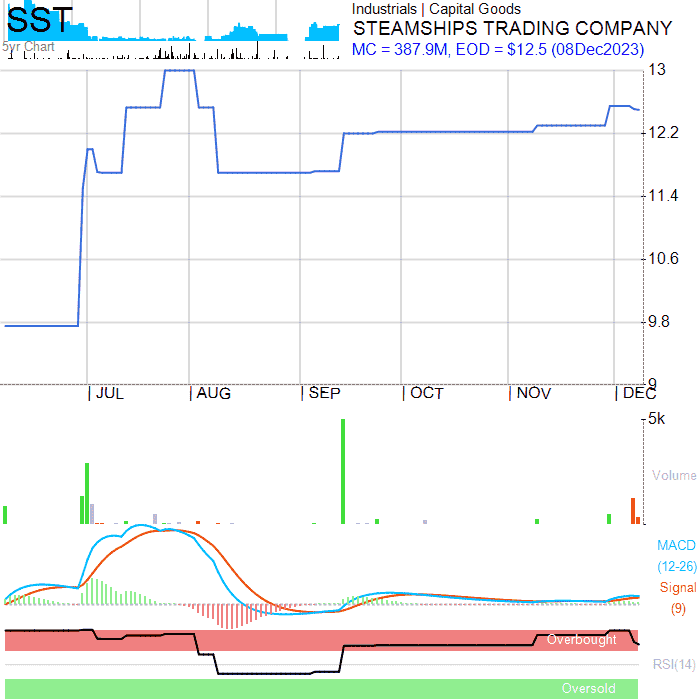 SST
Industrials | Capital Goods
STEAMSHIPS TRADING COMPANY
5yr Chart
MC = 387.9M, EOD = $12.5 (08Dec2023)
13
12.2
11.4
10.6
9.8
9
JUL AUG SEP OCT NOV DEC
5k
Volume
MACD
(12-26)
Signal
(9)
Overbought
RSI(14)
Oversold